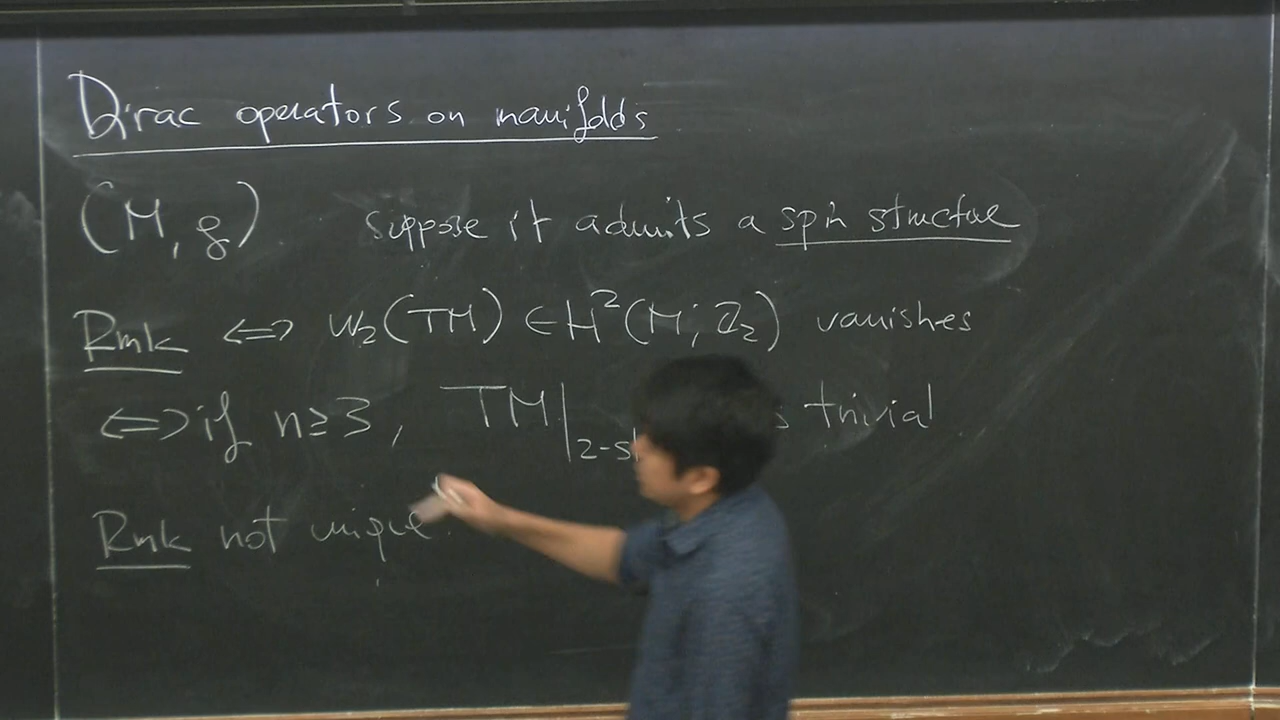 Dirac operators on manifolds
(M, g) suppose it admits a spin structure
Rmk ⇔ w₂(TM) ∈ H²(M; Z₂) vanishes
⇔ if n≥3, TM|₂₋ₛ trivial
Rmk not unique.